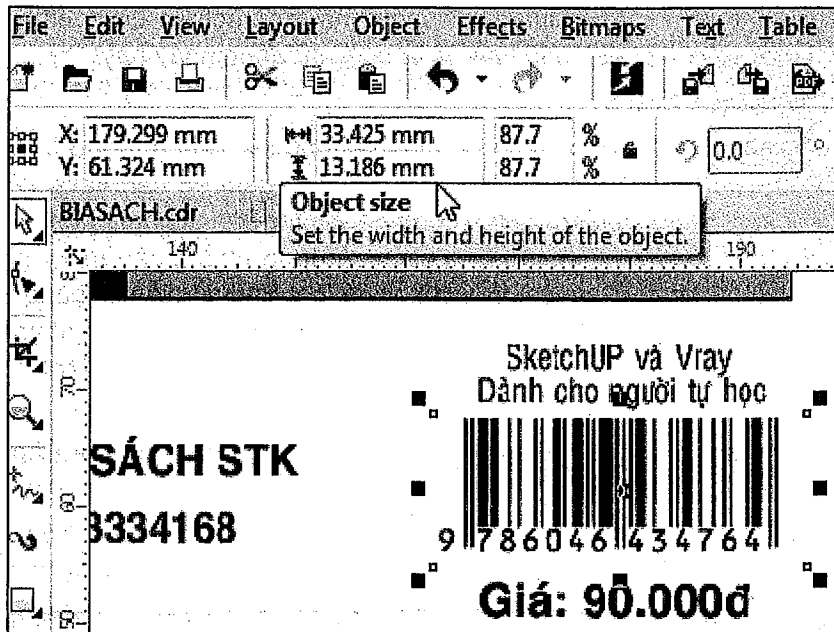 File Edit View Layout Object Effects Bitmaps Text Table
X: 179.299 mm 33.425 mm 87.7 %
Y: 61.324 mm 13.186 mm 87.7 %
0.0 °
BIASACH.cdr
Object size
Set the width and height of the object.
140 190
70
60
50
SketchUP và Vray
Dành cho người tự học
SÁCH STK
3334168
9 786046 434764
Giá: 90.000đ